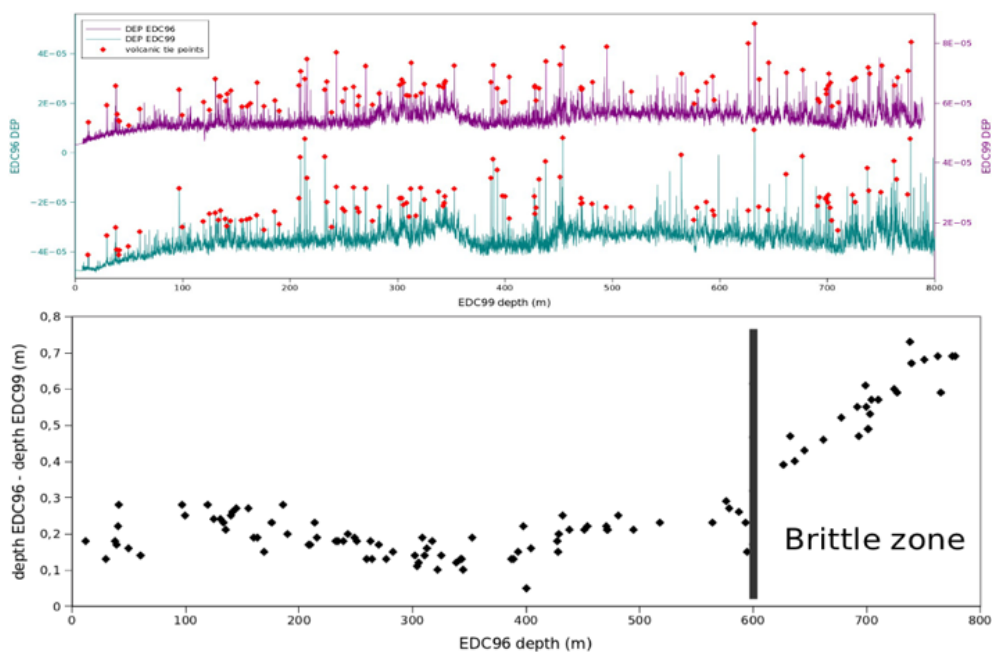 DEP EDC96
DEP EDC99
volcanic tie points
4E−05
2E−05
0
−2E−05
−4E−05
EDC96 DEP
8E−05
6E−05
4E−05
2E−05
EDC99 DEP
0 100 200 300 400 500 600 700 800
EDC99 depth (m)
0,8
0,7
0,6
0,5
0,4
0,3
0,2
0,1
0
depth EDC96 - depth EDC99 (m)
Brittle zone
0 100 200 300 400 500 600 700 800
EDC96 depth (m)